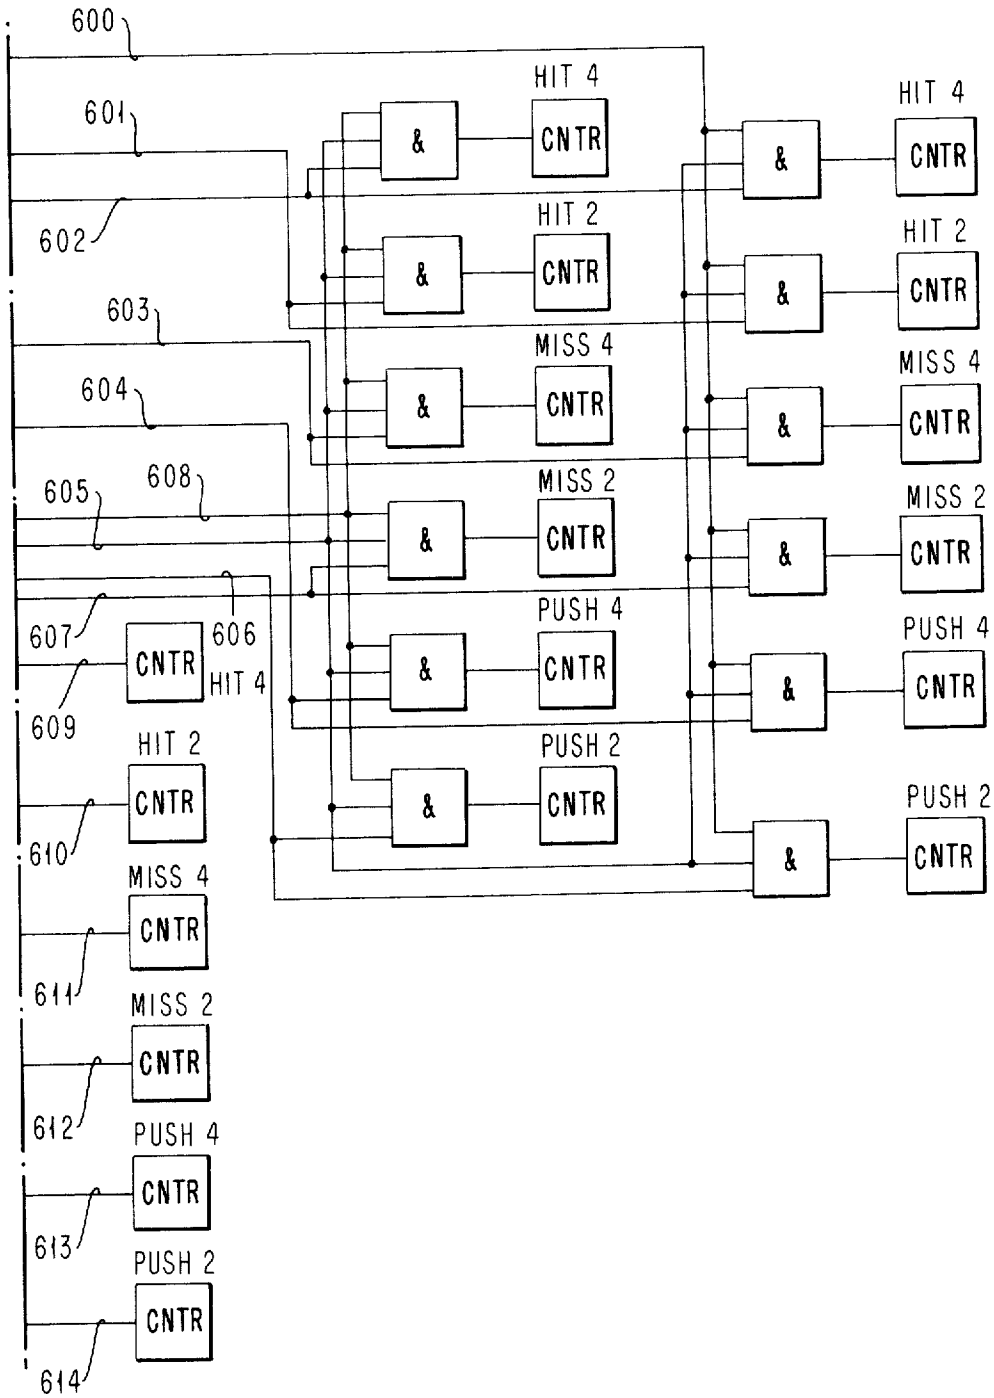 600
HIT 4
HIT 4
601
&
CNTR
&
CNTR
602
HIT 2
HIT 2
&
CNTR
&
CNTR
603
MISS 4
MISS 4
604
&
CNTR
&
CNTR
605
608
MISS 2
MISS 2
&
CNTR
&
CNTR
607
606
PUSH 4
PUSH 4
CNTR
HIT 4
&
CNTR
&
CNTR
609
HIT 2
PUSH 2
PUSH 2
CNTR
&
CNTR
&
CNTR
610
MISS 4
CNTR
611
MISS 2
CNTR
612
PUSH 4
CNTR
613
PUSH 2
CNTR
614